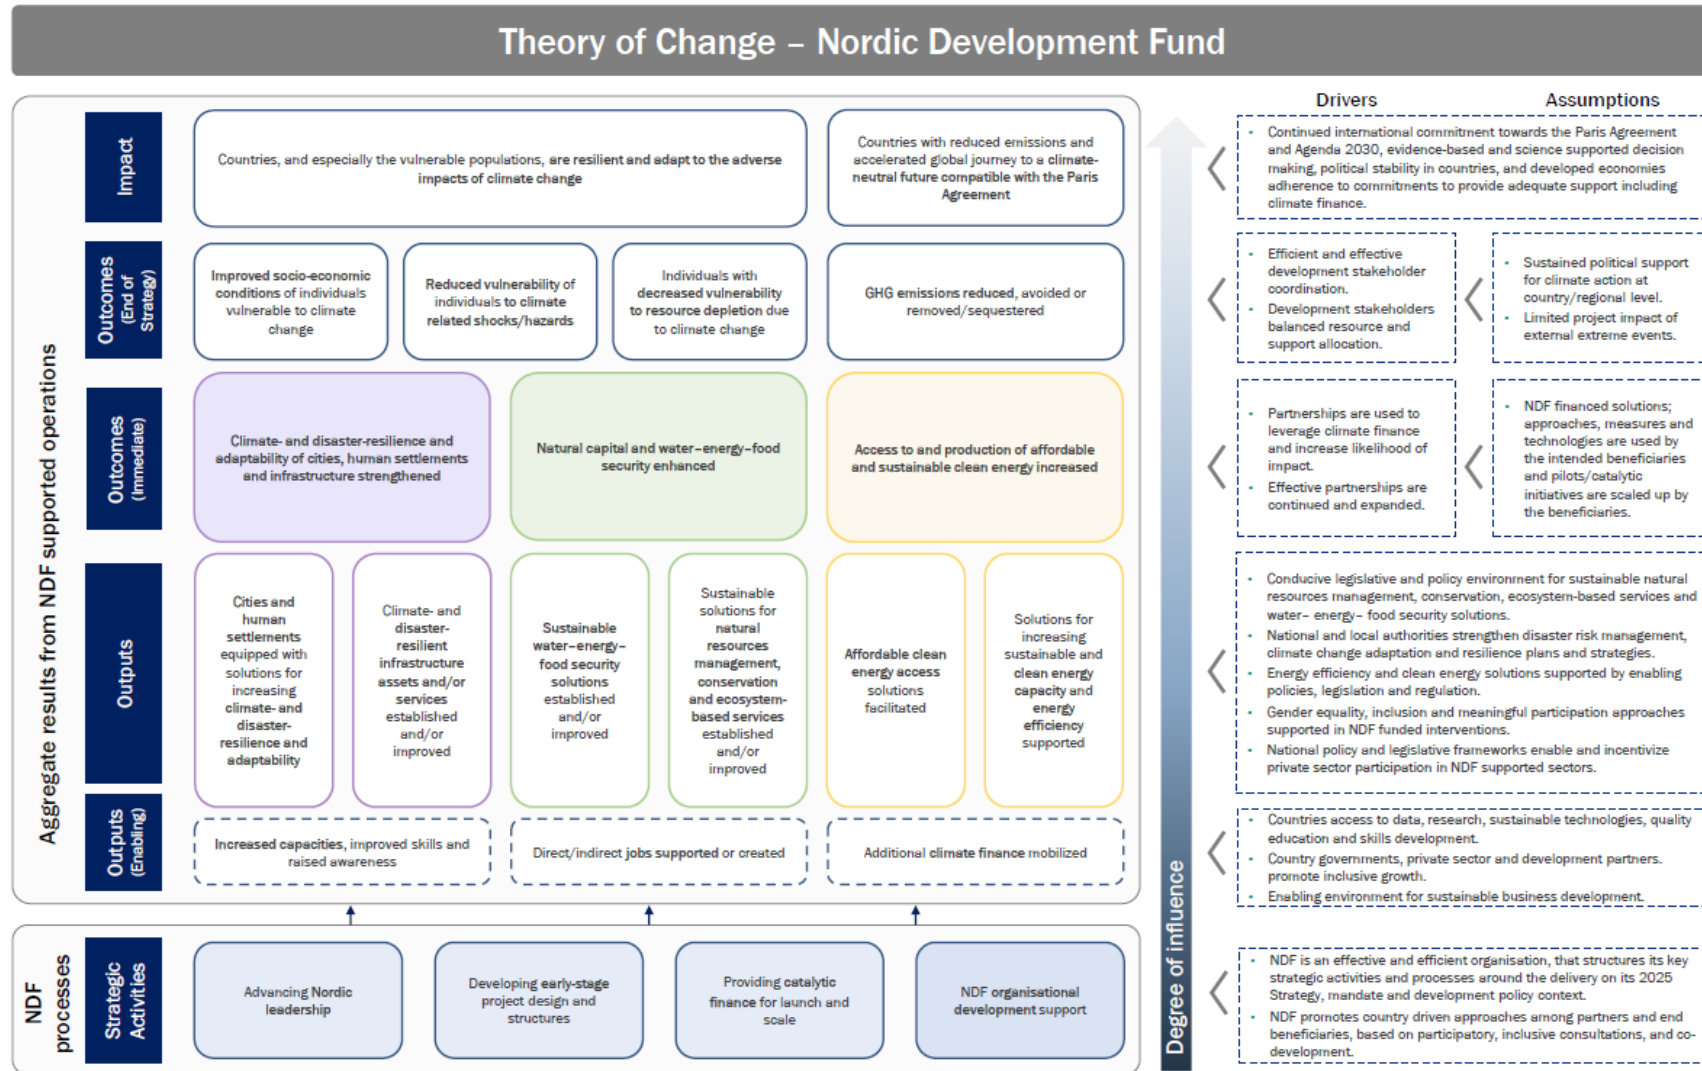 Theory of Change – Nordic Development Fund
Drivers
Assumptions
Aggregate results from NDF supported operations
Impact
Countries, and especially the vulnerable populations, are resilient and adapt to the adverse
impacts of climate change
Countries with reduced emissions and
accelerated global journey to a climate-
neutral future compatible with the Paris
Agreement
▪ Continued international commitment towards the Paris Agreement
and Agenda 2030, evidence-based and science supported decision
making, political stability in countries, and developed economies
adherence to commitments to provide adequate support including
climate finance.
Outcomes
(End of
Strategy)
Improved socio-economic
conditions of individuals
vulnerable to climate
change
Reduced vulnerability of
individuals to climate
related shocks/hazards
Individuals with
decreased vulnerability
to resource depletion due
to climate change
GHG emissions reduced, avoided or
removed/sequestered
▪ Efficient and effective
development stakeholder
coordination.
▪ Development stakeholders
balanced resource and
support allocation.
▪ Sustained political support
for climate action at
country/regional level.
▪ Limited project impact of
external extreme events.
Outcomes
(Immediate)
Climate- and disaster-resilience and
adaptability of cities, human settlements
and infrastructure strengthened
Natural capital and water–energy–food
security enhanced
Access to and production of affordable
and sustainable clean energy increased
▪ Partnerships are used to
leverage climate finance
and increase likelihood of
impact.
▪ Effective partnerships are
continued and expanded.
▪ NDF financed solutions;
approaches, measures and
technologies are used by
the intended beneficiaries
and pilots/catalytic
initiatives are scaled up by
the beneficiaries.
Outputs
Cities and
human
settlements
equipped with
solutions for
increasing
climate- and
disaster-
resilience and
adaptability
Climate- and
disaster-
resilient
infrastructure
assets and/or
services
established
and/or
improved
Sustainable
water–energy–
food security
solutions
established
and/or
improved
Sustainable
solutions for
natural
resources
management,
conservation
and ecosystem-
based services
established
and/or
improved
Affordable clean
energy access
solutions
facilitated
Solutions for
increasing
sustainable and
clean energy
capacity and
energy
efficiency
supported
▪ Conducive legislative and policy environment for sustainable natural
resources management, conservation, ecosystem-based services and
water– energy– food security solutions.
▪ National and local authorities strengthen disaster risk management,
climate change adaptation and resilience plans and strategies.
▪ Energy efficiency and clean energy solutions supported by enabling
policies, legislation and regulation.
▪ Gender equality, inclusion and meaningful participation approaches
supported in NDF funded interventions.
▪ National policy and legislative frameworks enable and incentivize
private sector participation in NDF supported sectors.
Outputs
(Enabling)
Increased capacities, improved skills and
raised awareness
Direct/indirect jobs supported or created
Additional climate finance mobilized
▪ Countries access to data, research, sustainable technologies, quality
education and skills development.
▪ Country governments, private sector and development partners.
promote inclusive growth.
▪ Enabling environment for sustainable business development.
Degree of influence
NDF
processes
Strategic
Activities
Advancing Nordic
leadership
Developing early-stage
project design and
structures
Providing catalytic
finance for launch and
scale
NDF organisational
development support
▪ NDF is an effective and efficient organisation, that structures its key
strategic activities and processes around the delivery on its 2025
Strategy, mandate and development policy context.
▪ NDF promotes country driven approaches among partners and end
beneficiaries, based on participatory, inclusive consultations, and co-
development.